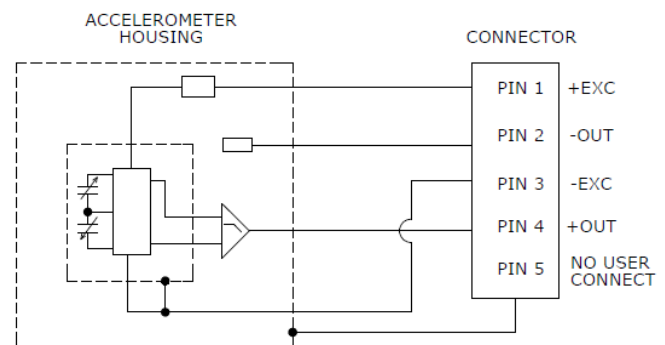 ACCELEROMETER
HOUSING
CONNECTOR
PIN 1 +EXC
PIN 2 -OUT
PIN 3 -EXC
PIN 4 +OUT
PIN 5 NO USER
CONNECT